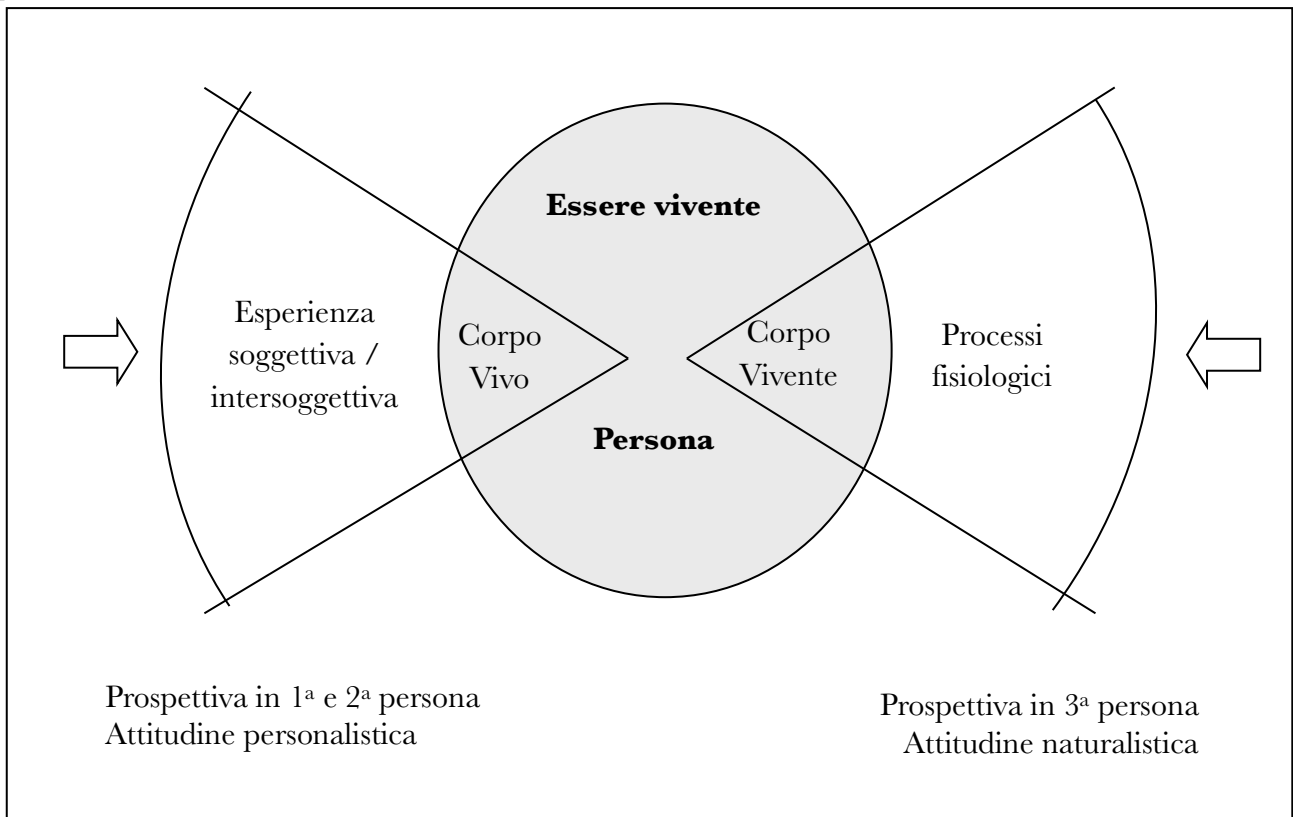 Essere vivente
Esperienza
soggettiva /
intersoggettiva
Corpo
Vivo
Corpo
Vivente
Processi
fisiologici
Persona
Prospettiva in 1ª e 2ª persona
Attitudine personalistica
Prospettiva in 3ª persona
Attitudine naturalistica